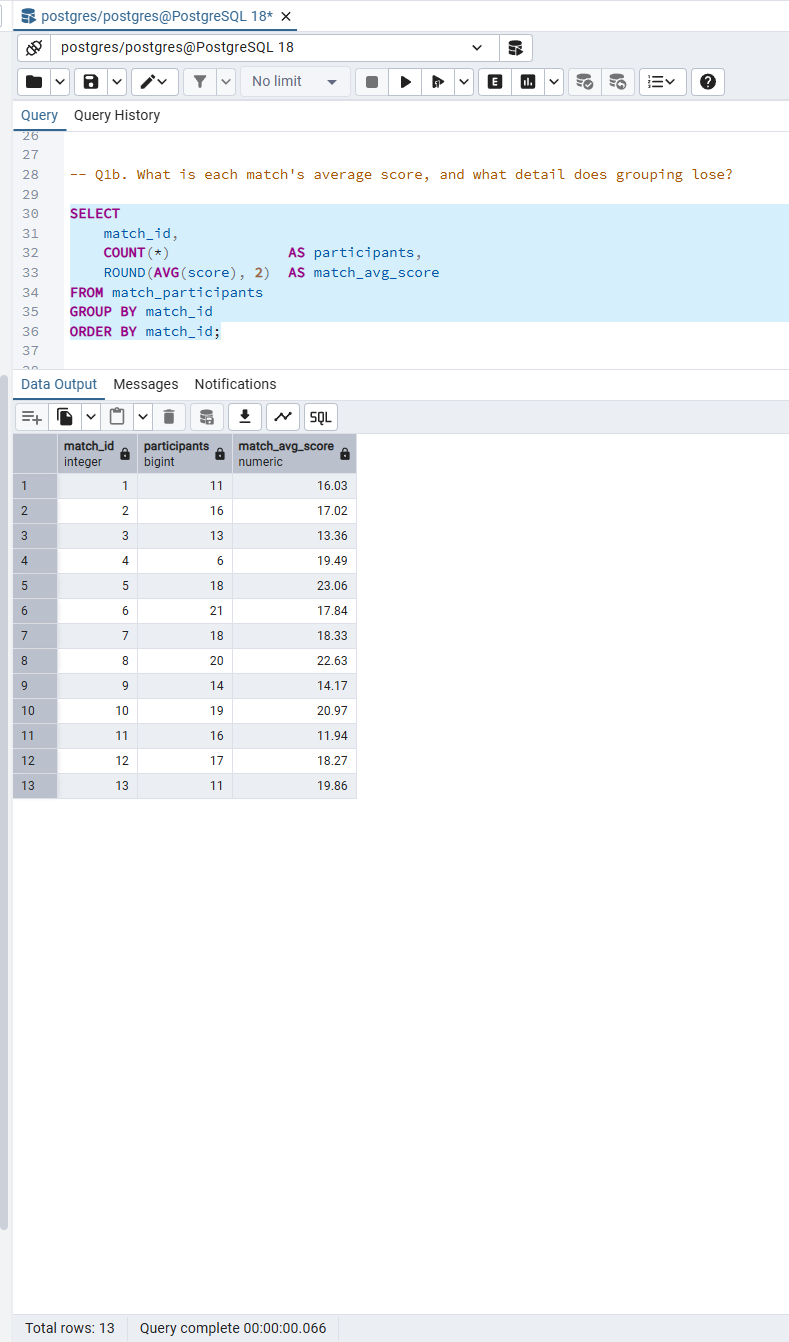 postgres/postgres@PostgreSQL 18*
postgres/postgres@PostgreSQL 18
No limit
E
Query Query History
26
27
28 -- Q1b. What is each match's average score, and what detail does grouping lose?
29
30 SELECT
31 match_id,
32 COUNT(*) AS participants,
33 ROUND(AVG(score), 2) AS match_avg_score
34 FROM match_participants
35 GROUP BY match_id
36 ORDER BY match_id;
37
Data Output Messages Notifications
SQL
match_id participants match_avg_score
integer bigint numeric
1 1 11 16.03
2 2 16 17.02
3 3 13 13.36
4 4 6 19.49
5 5 18 23.06
6 6 21 17.84
7 7 18 18.33
8 8 20 22.63
9 9 14 14.17
10 10 19 20.97
11 11 16 11.94
12 12 17 18.27
13 13 11 19.86
Total rows: 13 Query complete 00:00:00.066